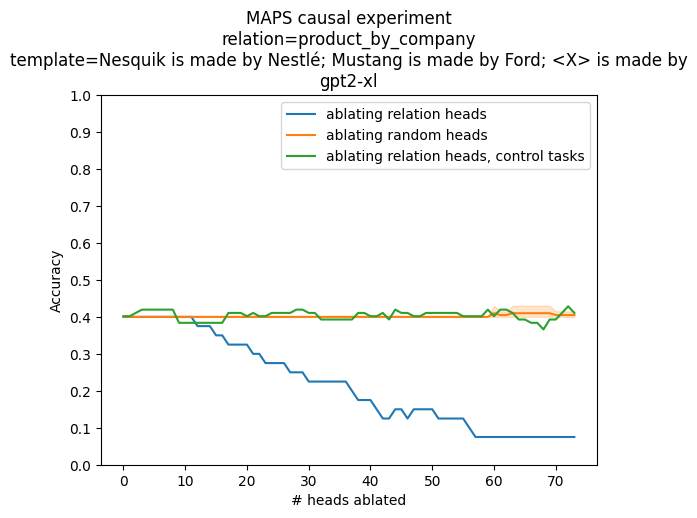 MAPS causal experiment
relation=product_by_company
template=Nesquik is made by Nestlé; Mustang is made by Ford; <X> is made by
gpt2-xl
1.0
0.9
0.8
0.7
0.6
0.5
0.4
0.3
0.2
0.1
0.0
Accuracy
ablating relation heads
ablating random heads
ablating relation heads, control tasks
0 10 20 30 40 50 60 70
# heads ablated